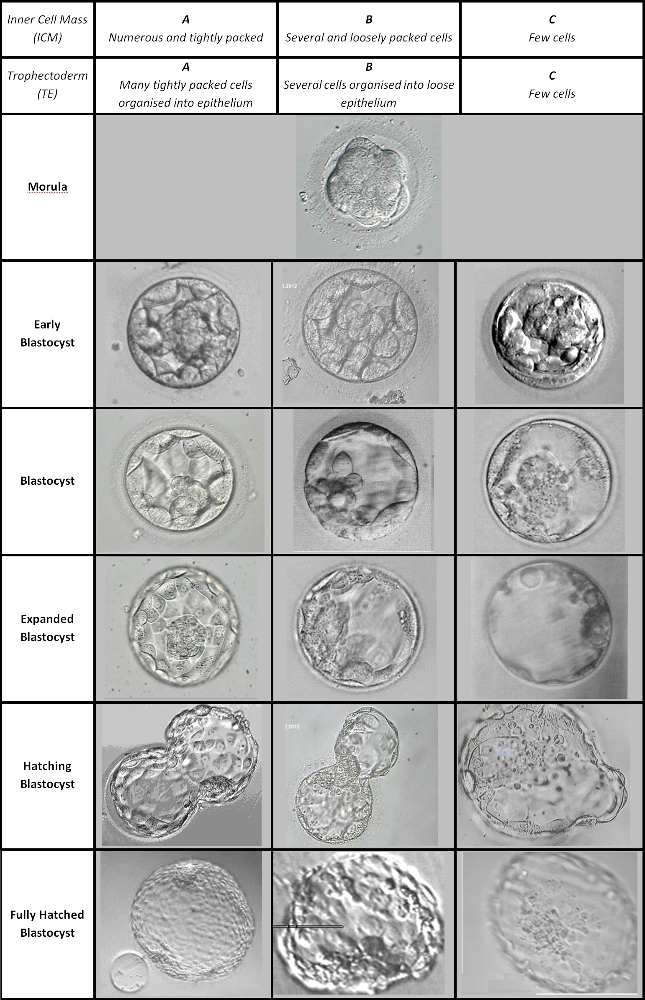 Inner Cell Mass
(ICM)
A
Numerous and tightly packed
B
Several and loosely packed cells
C
Few cells
Trophectoderm
(TE)
A
Many tightly packed cells
organised into epithelium
B
Several cells organised into loose
epithelium
C
Few cells
Morula
Early
Blastocyst
3.2012
Blastocyst
Expanded
Blastocyst
Hatching
Blastocyst
2.2012
Fully Hatched
Blastocyst